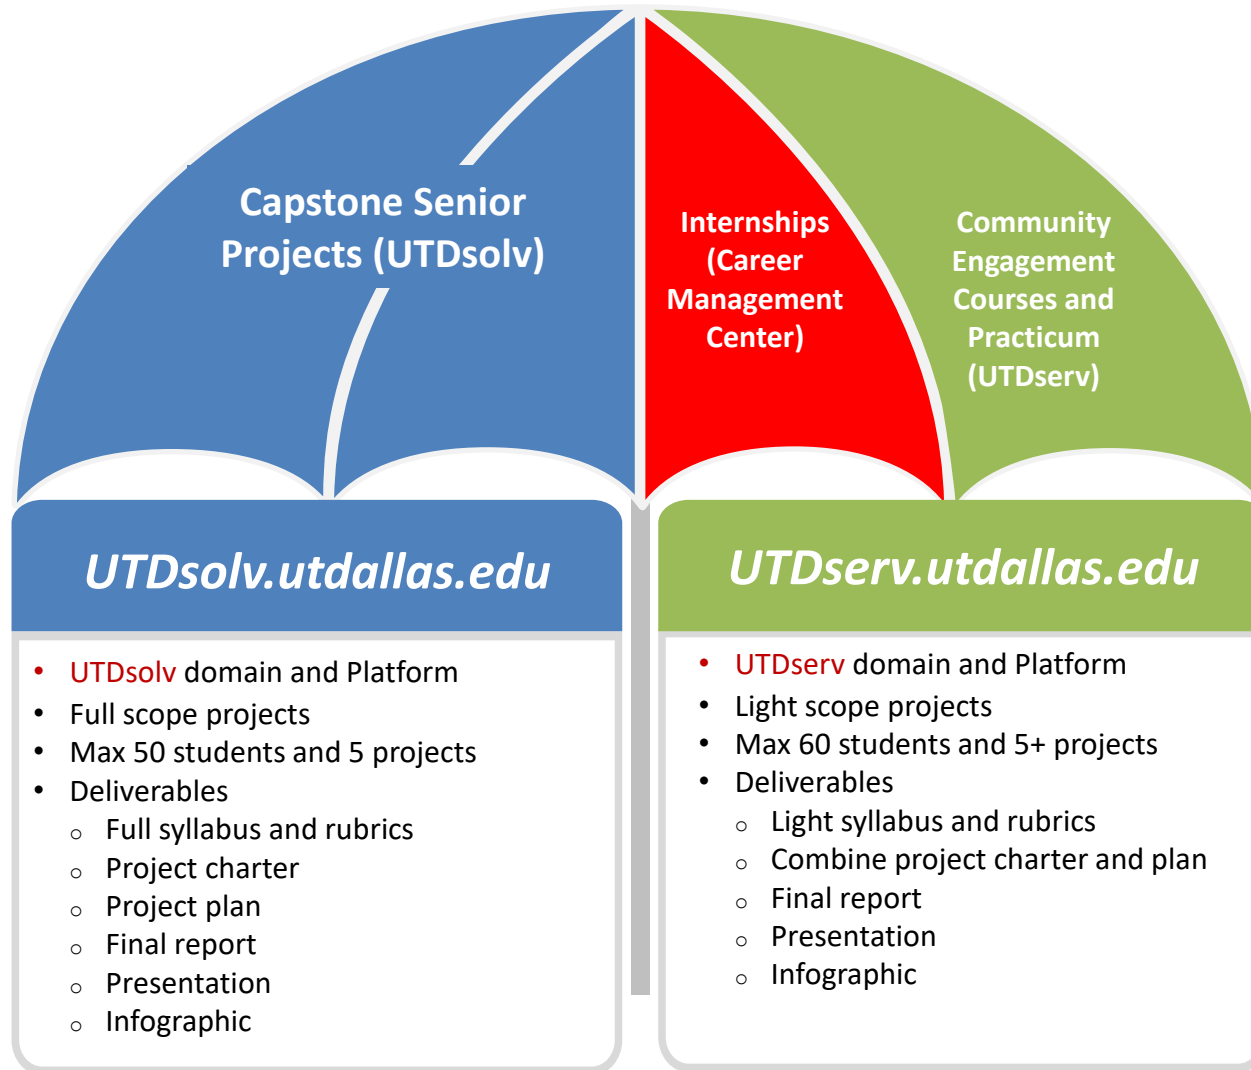 Capstone Senior
Projects (UTDsolv)
Internships
(Career
Management
Center)
Community
Engagement
Courses and
Practicum
(UTDserv)
UTDsolv.utdallas.edu
• UTDsolv domain and Platform
• Full scope projects
• Max 50 students and 5 projects
• Deliverables
o Full syllabus and rubrics
o Project charter
o Project plan
o Final report
o Presentation
o Infographic
UTDserv.utdallas.edu
• UTDserv domain and Platform
• Light scope projects
• Max 60 students and 5+ projects
• Deliverables
o Light syllabus and rubrics
o Combine project charter and plan
o Final report
o Presentation
o Infographic